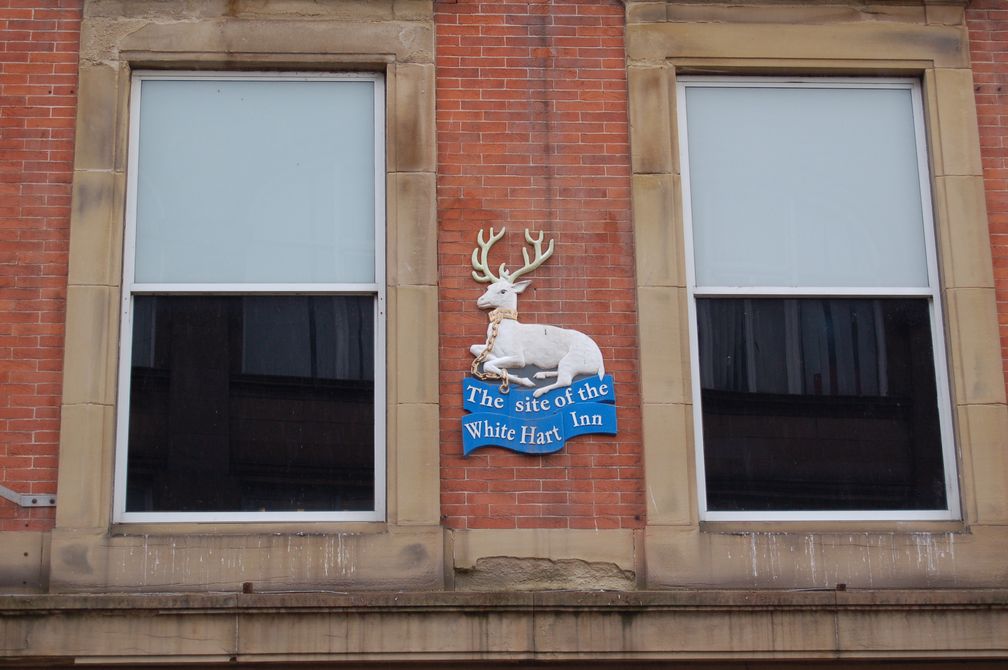 The site of the
White Hart Inn